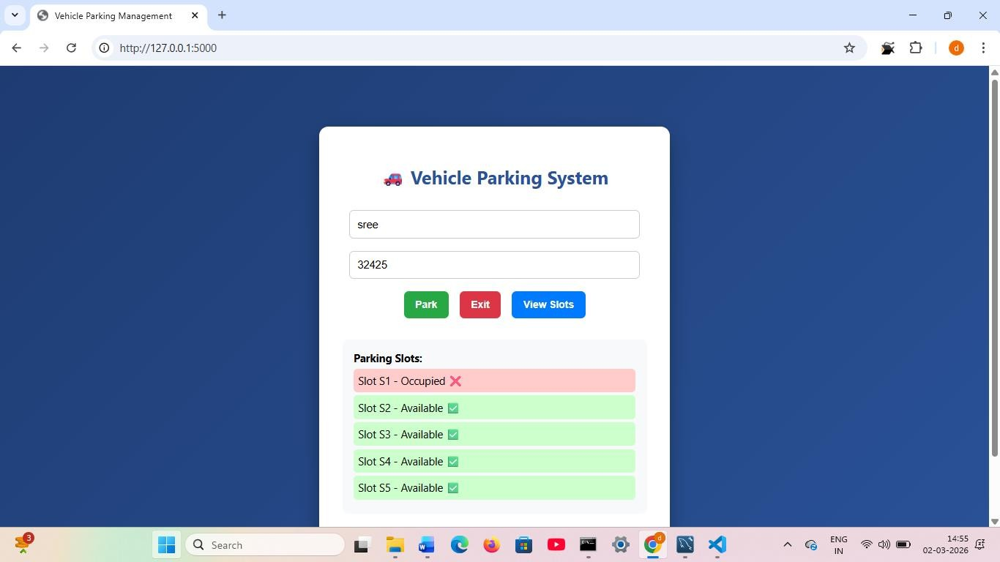 Vehicle Parking Management
http://127.0.0.1:5000
d
Vehicle Parking System
sree
32425
Park Exit View Slots
Parking Slots:
Slot S1 - Occupied ❌
Slot S2 - Available ✅
Slot S3 - Available ✅
Slot S4 - Available ✅
Slot S5 - Available ✅
3
Search
d
ENG
IN
14:55
02-03-2026